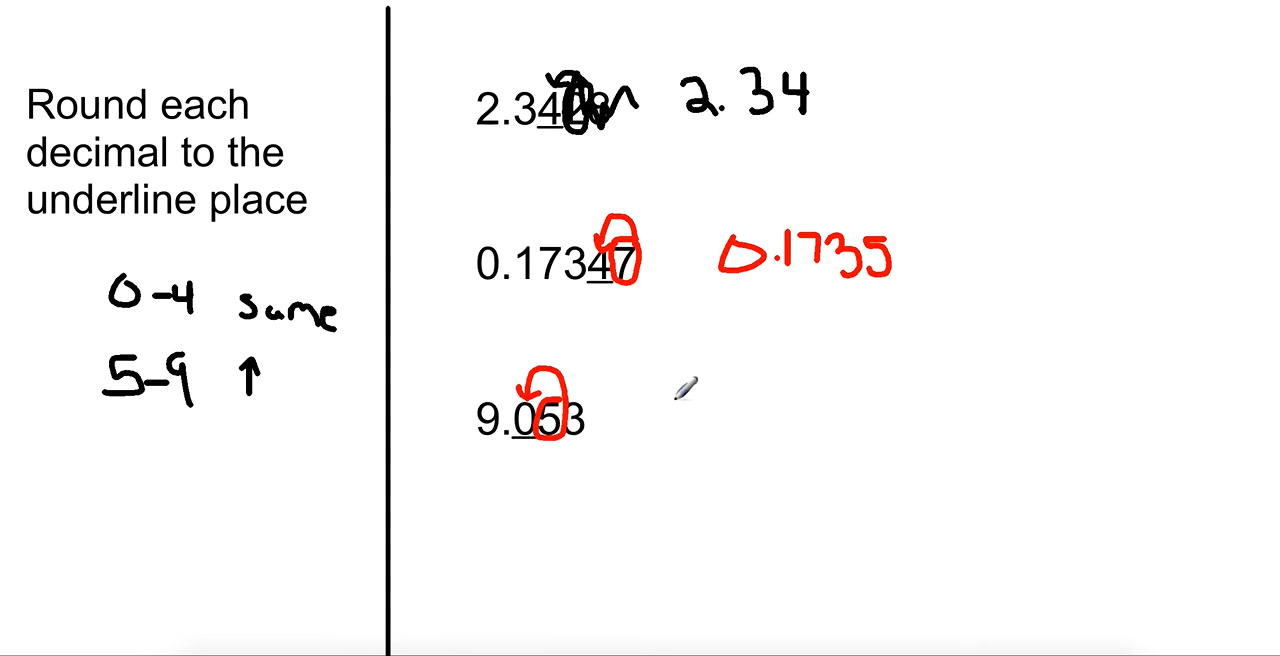 Round each
decimal to the
underline place
0-4 same
5-9 ↑
2.34 2.34
0.17347 0.1735
9.053